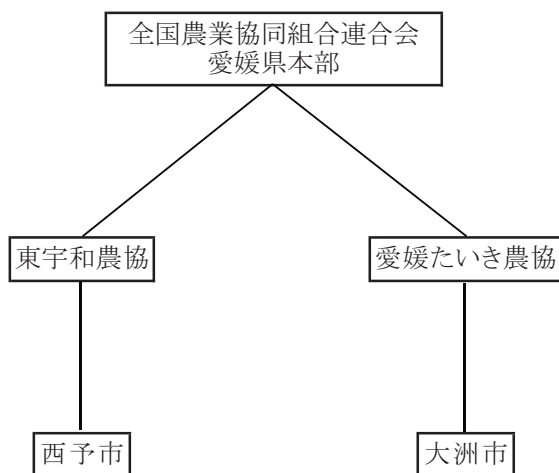 全国農業協同組合連合会
愛媛県本部
東宇和農協
愛媛たいき農協
西予市
大洲市